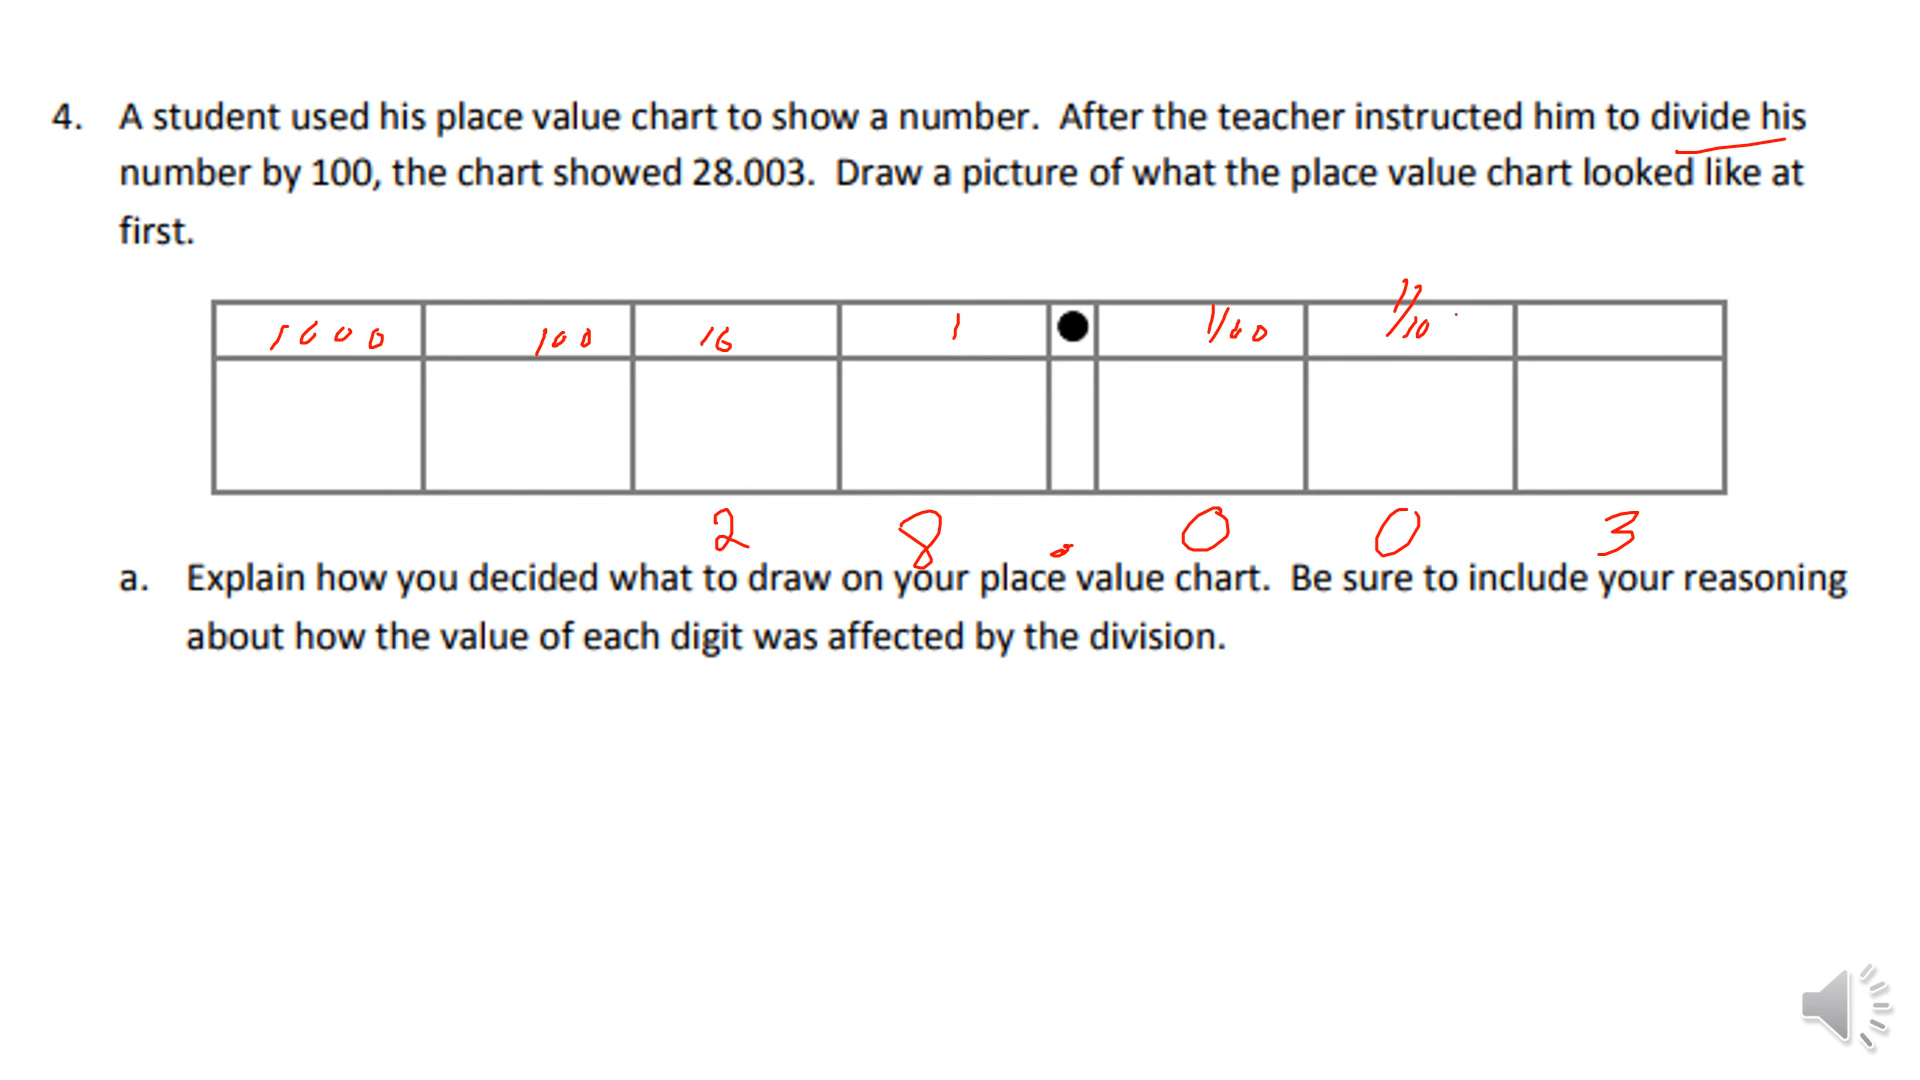 4. A student used his place value chart to show a number. After the teacher instructed him to divide his
number by 100, the chart showed 28.003. Draw a picture of what the place value chart looked like at
first.
1000 100 10 1 1/00 1/10
2 8 . 0 0 3
a. Explain how you decided what to draw on your place value chart. Be sure to include your reasoning
about how the value of each digit was affected by the division.